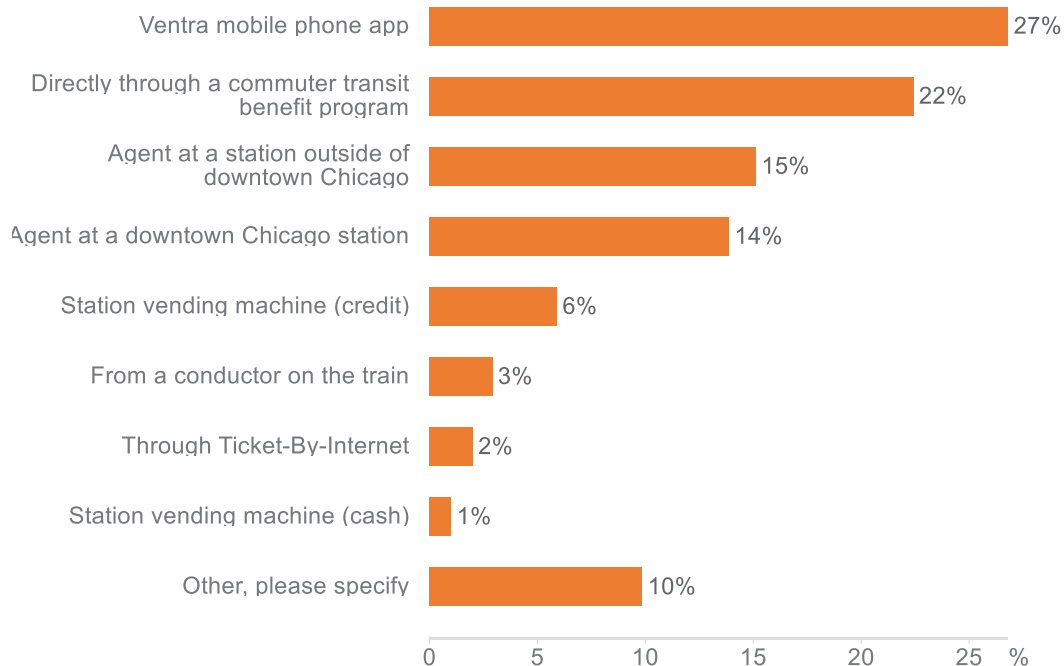 Ventra mobile phone app
27%
Directly through a commuter transit
benefit program
22%
Agent at a station outside of
downtown Chicago
15%
Agent at a downtown Chicago station
14%
Station vending machine (credit)
6%
From a conductor on the train
3%
Through Ticket-By-Internet
2%
Station vending machine (cash)
1%
Other, please specify
10%
0 5 10 15 20 25 %